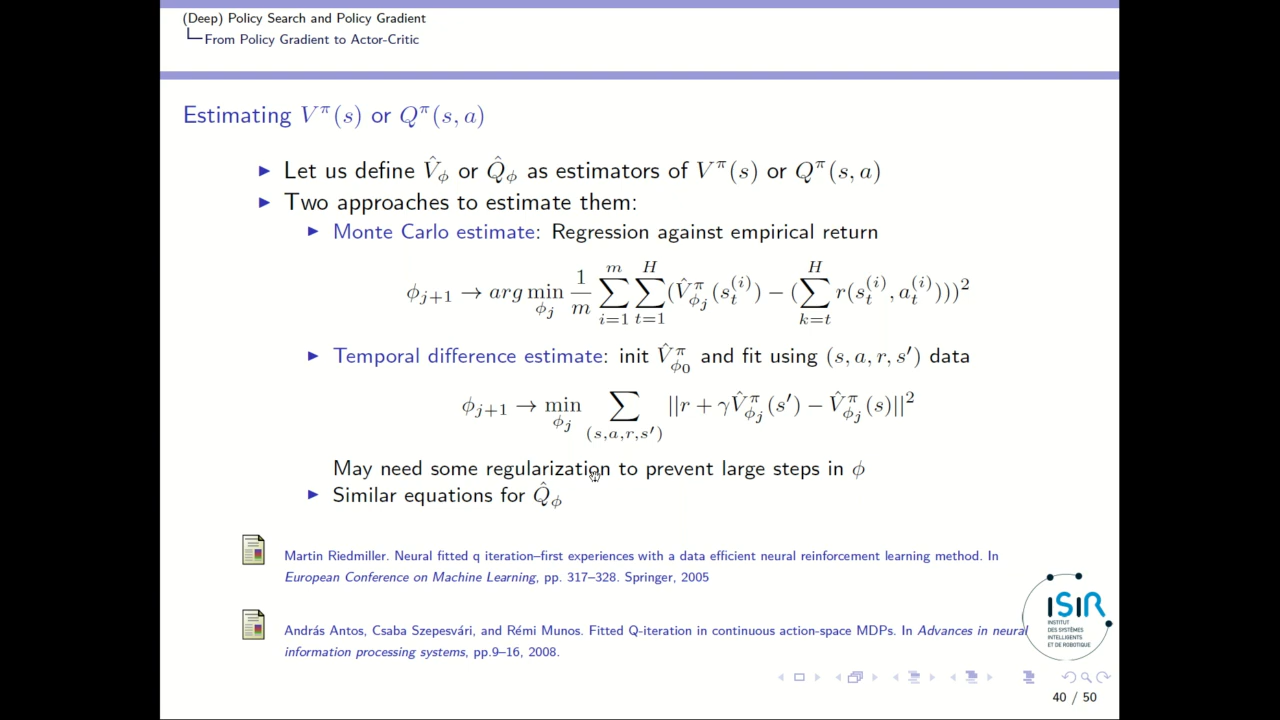 (Deep) Policy Search and Policy Gradient
From Policy Gradient to Actor-Critic
Estimating V^π(s) or Q^π(s, a)
▶ Let us define V̂_ϕ or Q̂_ϕ as estimators of V^π(s) or Q^π(s, a)
▶ Two approaches to estimate them:
▶ Monte Carlo estimate: Regression against empirical return
ϕ_{j+1} → arg min_{ϕ_j} 1/m ∑_{i=1}^{m} ∑_{t=1}^{H} (V̂^π_{ϕ_j}(s_t^{(i)}) − (∑_{k=t}^{H} r(s_t^{(i)}, a_t^{(i)})))^2
▶ Temporal difference estimate: init V̂^π_{ϕ_0} and fit using (s, a, r, s′) data
ϕ_{j+1} → min_{ϕ_j} ∑_{(s,a,r,s′)} ||r + γV̂^π_{ϕ_j}(s′) − V̂^π_{ϕ_j}(s)||^2
May need some regularization to prevent large steps in ϕ
▶ Similar equations for Q̂_ϕ
Martin Riedmiller. Neural fitted q iteration–first experiences with a data efficient neural reinforcement learning method. In
European Conference on Machine Learning, pp. 317–328. Springer, 2005
András Antos, Csaba Szepesvári, and Rémi Munos. Fitted Q-iteration in continuous action-space MDPs. In Advances in neural
information processing systems, pp.9–16, 2008.
ISIR
INSTITUT
DES SYSTÈMES
INTELLIGENTS
ET DE ROBOTIQUE
40 / 50